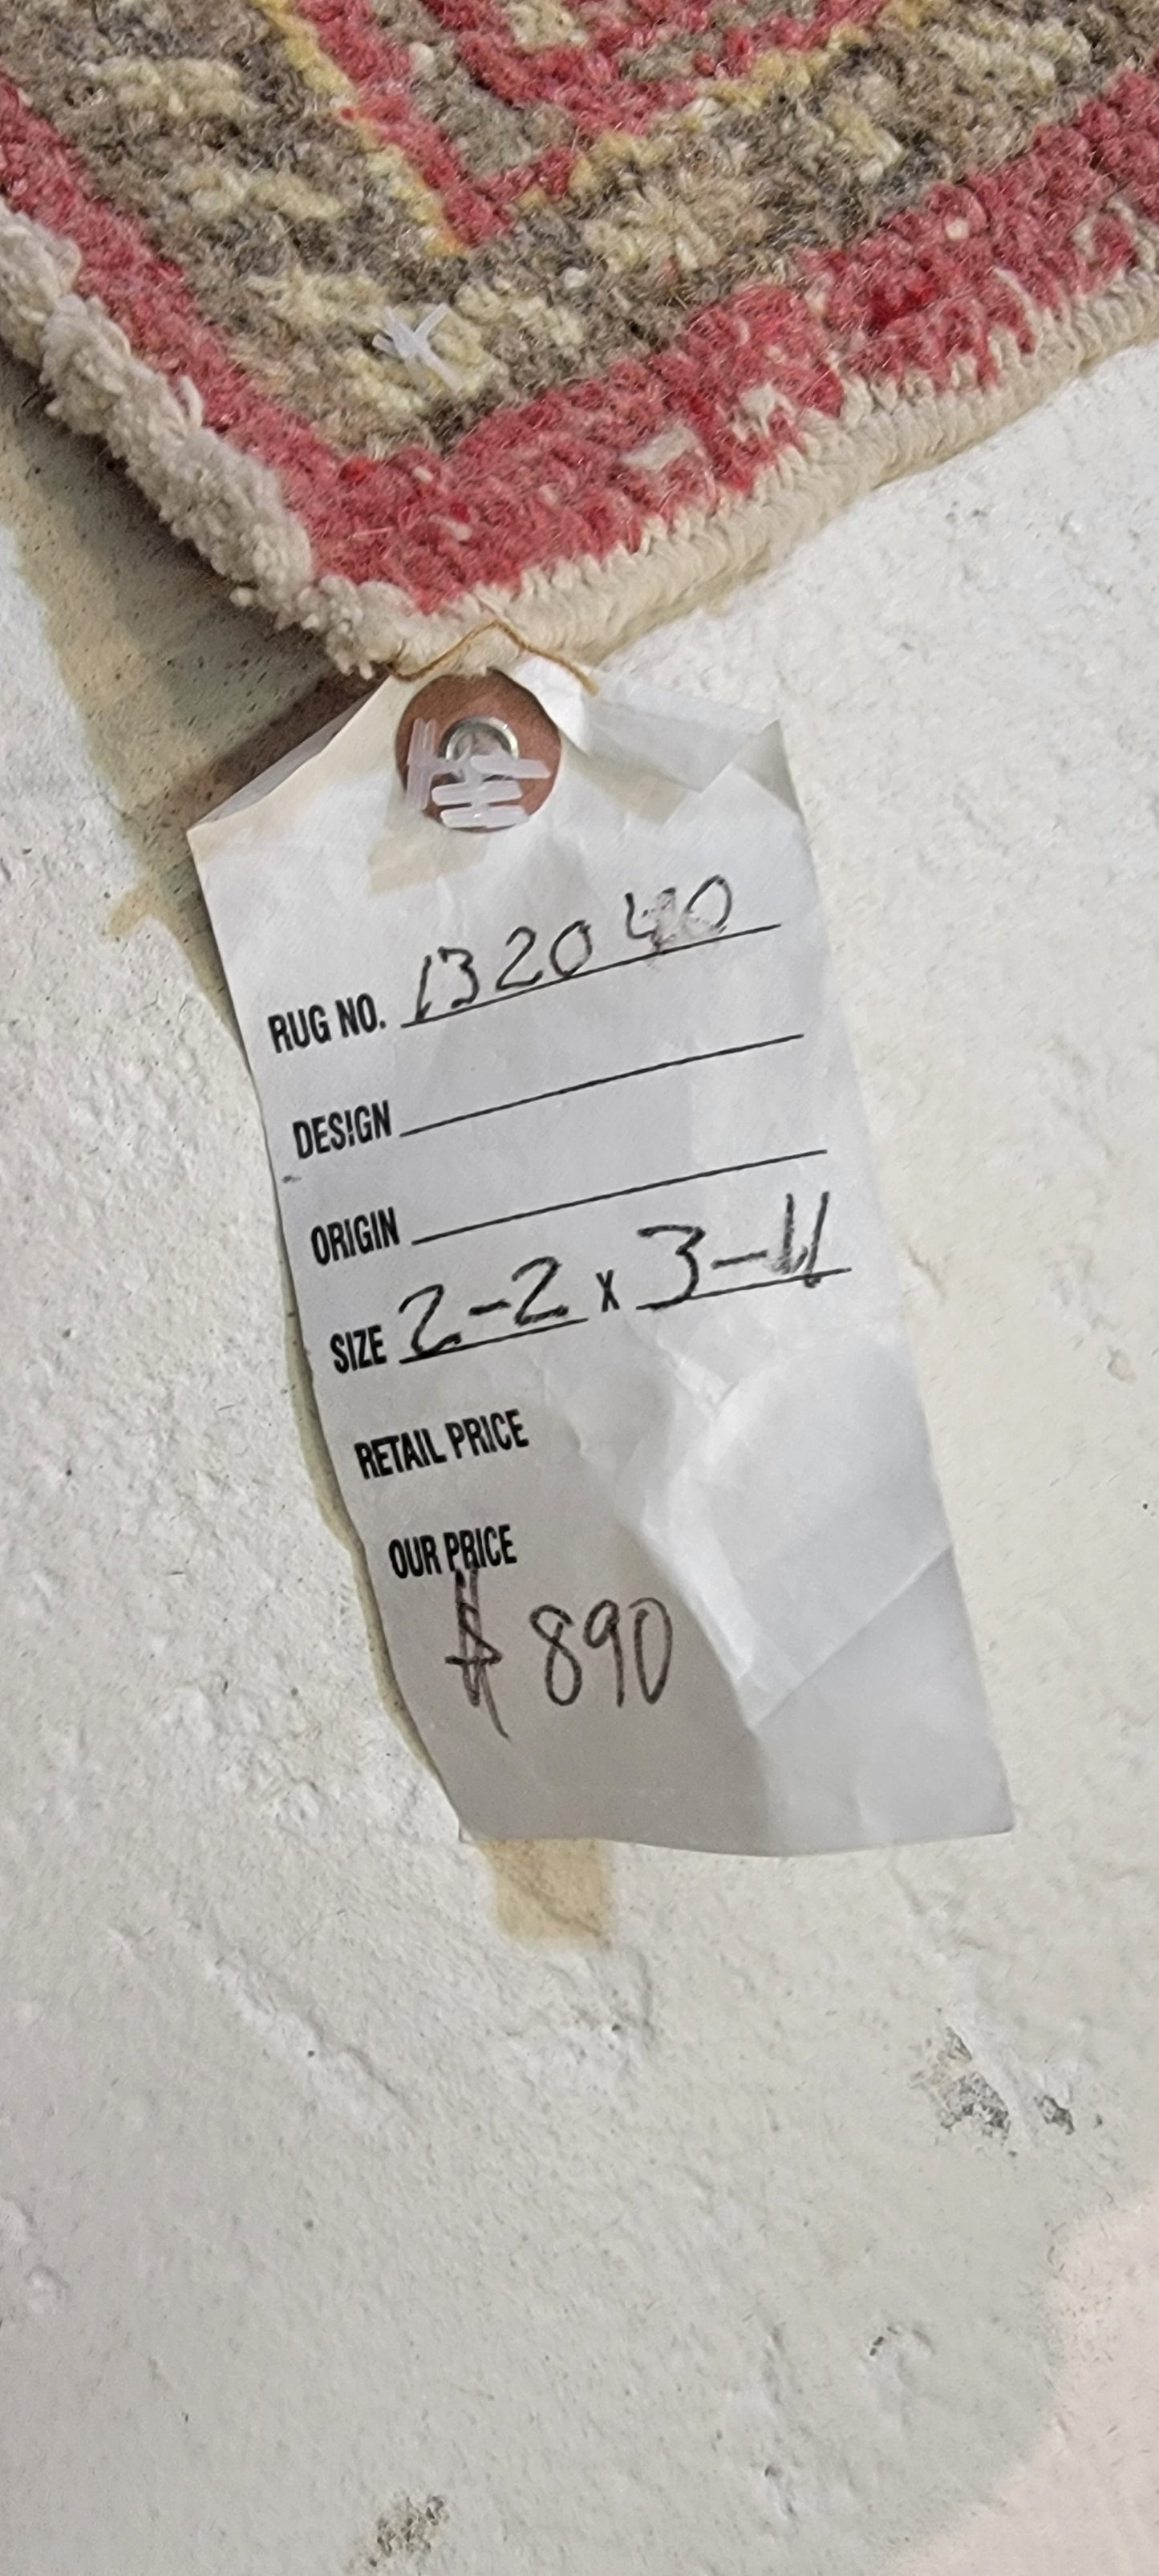 RUG NO. 132040
DESIGN
ORIGIN
SIZE 2-2 x 3-11
RETAIL PRICE
OUR PRICE
$ 890